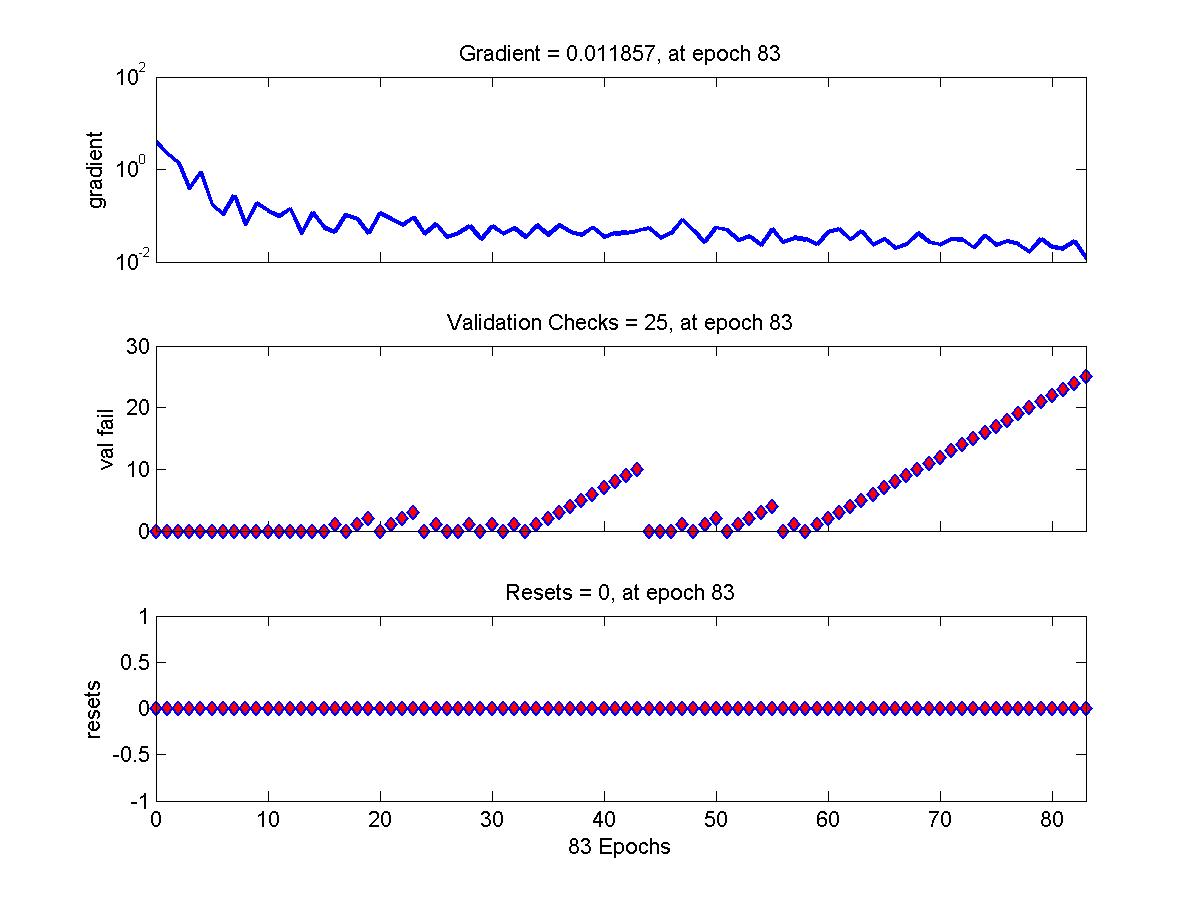 Gradient = 0.011857, at epoch 83
10^2
10^0
10^-2
gradient
Validation Checks = 25, at epoch 83
30
20
10
0
val fail
Resets = 0, at epoch 83
1
0.5
0
-0.5
-1
resets
0 10 20 30 40 50 60 70 80
83 Epochs